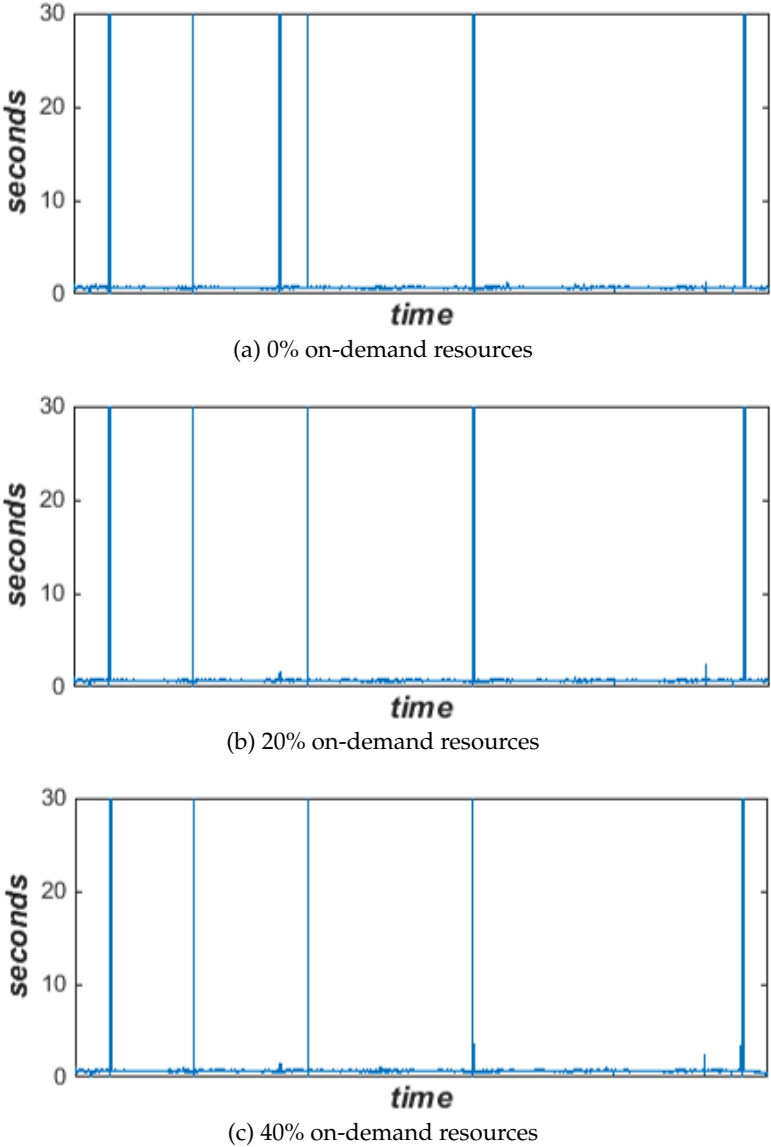 30
20
10
0
seconds
time
(a) 0% on-demand resources
30
20
10
0
seconds
time
(b) 20% on-demand resources
30
20
10
0
seconds
time
(c) 40% on-demand resources